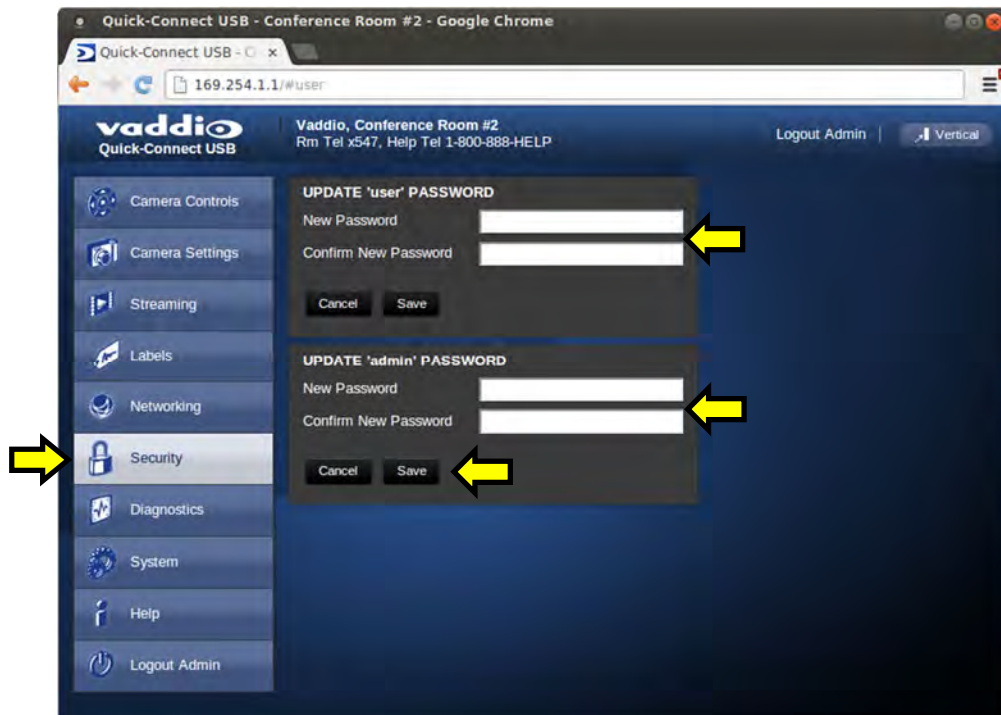 Quick-Connect USB - Conference Room #2 - Google Chrome
Quick-Connect USB - C
169.254.1.1/#user
vaddio
Quick-Connect USB
Vaddio, Conference Room #2
Rm Tel x547, Help Tel 1-800-888-HELP
Logout Admin
Vertical
Camera Controls
Camera Settings
Streaming
Labels
Networking
Security
Diagnostics
System
Help
Logout Admin
UPDATE 'user' PASSWORD
New Password
Confirm New Password
Cancel Save
UPDATE 'admin' PASSWORD
New Password
Confirm New Password
Cancel Save